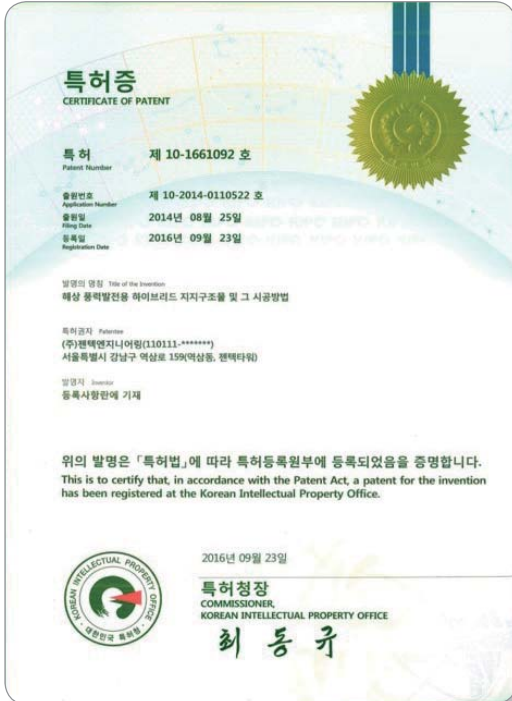 특허증
CERTIFICATE OF PATENT
특 허 제 10-1661092 호
Patent Number
출원번호 제 10-2014-0110522 호
Application Number
출원일 2014년 08월 25일
Filing Date
등록일 2016년 09월 23일
Registration Date
발명의 명칭 Title of the Invention
해상 풍력발전용 하이브리드 지지구조물 및 그 시공방법
특허권자 Patentee
(주)젠텍엔지니어링(110111-*******)
서울특별시 강남구 역삼로 159(역삼동, 젠텍타워)
발명자 Inventor
등록사항란에 기재
위의 발명은 「특허법」에 따라 특허등록원부에 등록되었음을 증명합니다.
This is to certify that, in accordance with the Patent Act, a patent for the invention
has been registered at the Korean Intellectual Property Office.
2016년 09월 23일
특허청장
COMMISSIONER,
KOREAN INTELLECTUAL PROPERTY OFFICE
최동규
KOREAN INTELLECTUAL PROPERTY OFFICE
대한민국 특허청